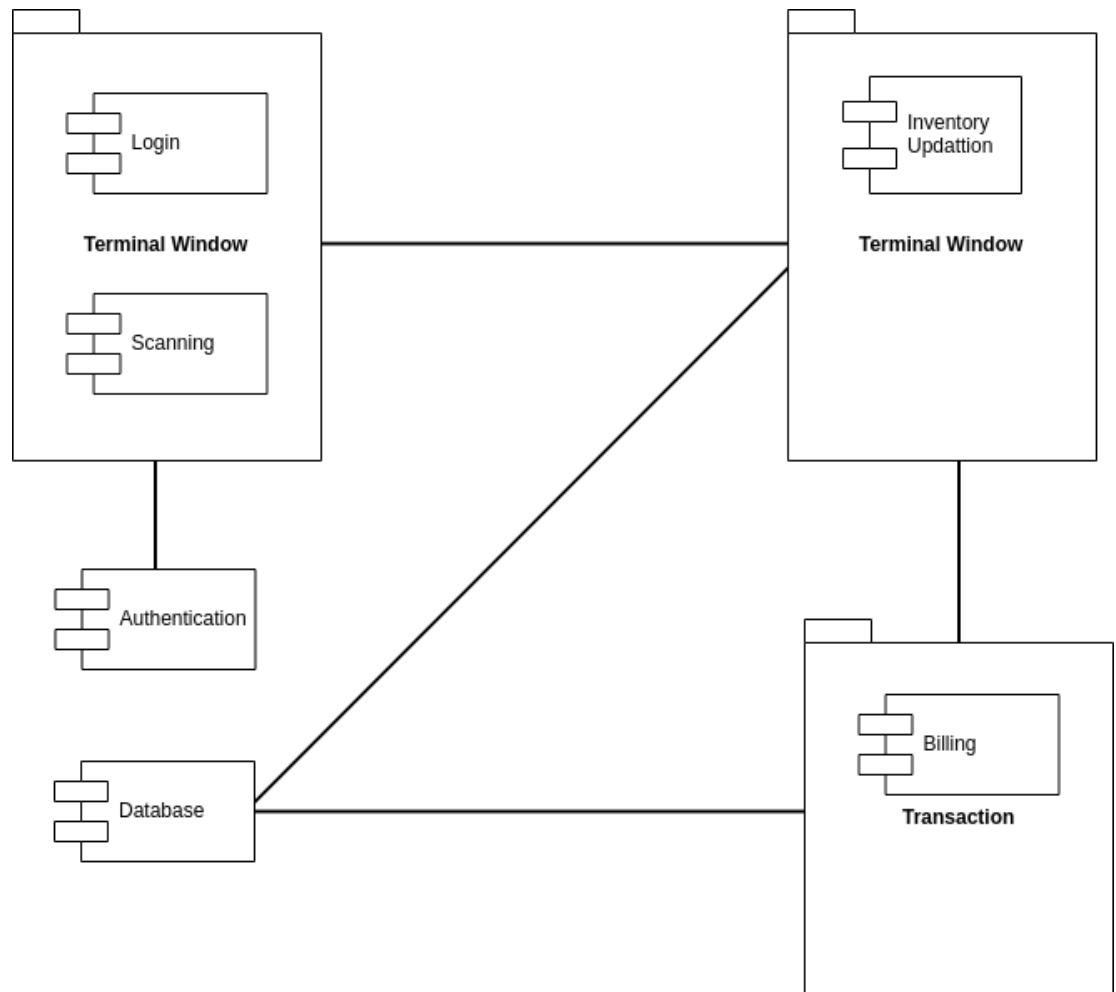 Login
Terminal Window
Scanning
Inventory
Updattion
Terminal Window
Authentication
Database
Billing
Transaction